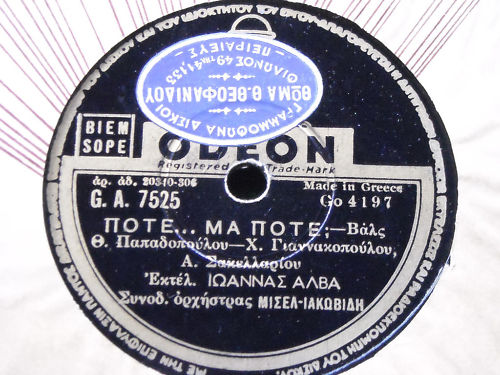 ΓΡΑΜΜΟΦΩΝΑ ΔΙΣΚΟΙ
ΘΩΜΑ Θ. ΘΕΟΦΑΝΙΔΟΥ
ΦΙΛΩΝΟΣ 49 ΤΗΛ 41,155
-ΠΕΙΡΑΙΕΥΣ-
BIEM
SOPE
ODEON
Registered Trade-Mark
ἀρ. ἀδ. 20340-306
Made in Greece
G.A. 7525
Go 4197
ΠΟΤΕ... ΜΑ ΠΟΤΕ;—Βάλς
Θ. Παπαδοπούλου—Χ. Γιαννακοπούλου,
Α. Σακελλαρίου
Ἐκτέλ. ΙΩΑΝΝΑΣ ΑΛΒΑ
Συνοδ. ὀρχήστρας ΜΙΣΕΛ-ΙΑΚΩΒΙΔΗ